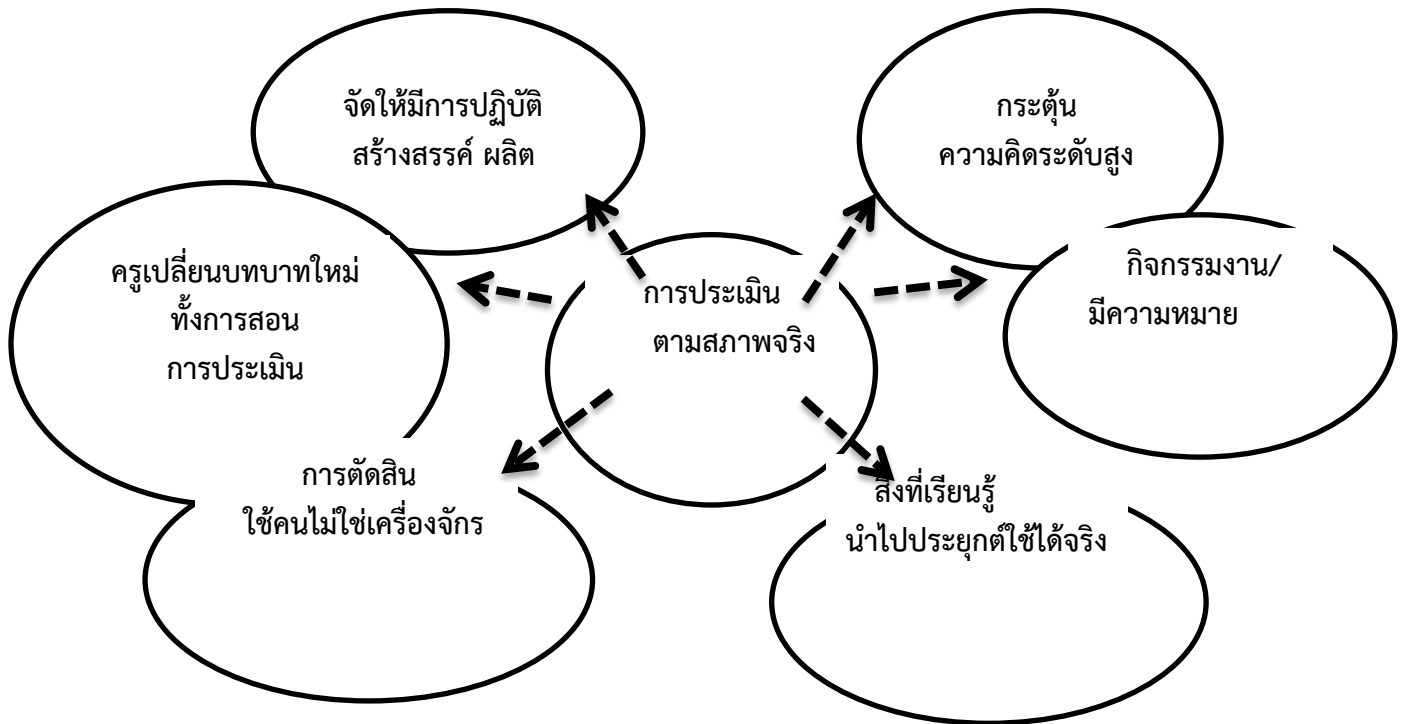 จัดให้มีการปฏิบัติ
สร้างสรรค์ ผลิต
กระตุ้น
ความคิดระดับสูง
ครูเปลี่ยนบทบาทใหม่
ทั้งการสอน
การประเมิน
การประเมิน
ตามสภาพจริง
กิจกรรมงาน/
มีความหมาย
การตัดสิน
ใช้คนไม่ใช่เครื่องจักร
สิ่งที่เรียนรู้
นำไปประยุกต์ใช้ได้จริง